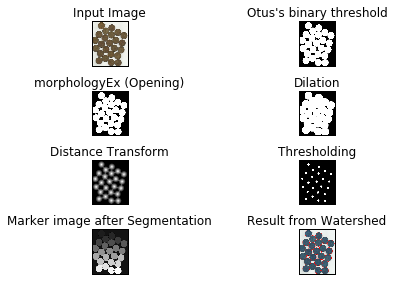 Input Image
Otus's binary threshold
morphologyEx (Opening)
Dilation
Distance Transform
Thresholding
Marker image after Segmentation
Result from Watershed